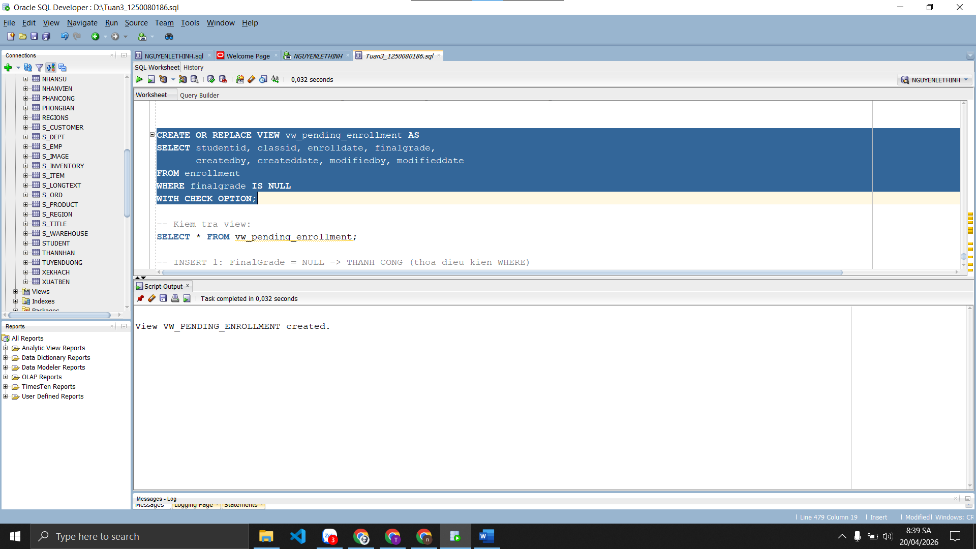 Oracle SQL Developer : D:\Tuan3_1250080186.sql
File Edit View Navigate Run Source Team Tools Window Help
Connections
NHANSU
NHANVIEN
PHANCONG
PHONGBAN
REGIONS
S_CUSTOMER
S_DEPT
S_EMP
S_IMAGE
S_INVENTORY
S_ITEM
S_LONGTEXT
S_ORD
S_PRODUCT
S_REGION
S_TITLE
S_WAREHOUSE
STUDENT
THANNHAN
TUYENDUONG
XEKHACH
XUATBEN
Views
Indexes
Packages
Reports
All Reports
Analytic View Reports
Data Dictionary Reports
Data Modeler Reports
OLAP Reports
TimesTen Reports
User Defined Reports
NGUYENLETHINH.sql Welcome Page NGUYENLETHINH Tuan3_1250080186.sql
SQL Worksheet History
0,032 seconds
NGUYENLETHINH
Worksheet Query Builder
CREATE OR REPLACE VIEW vw_pending_enrollment AS
SELECT studentid, classid, enrolldate, finalgrade,
createdby, createddate, modifiedby, modifieddate
FROM enrollment
WHERE finalgrade IS NULL
WITH CHECK OPTION;
-- Kiem tra view:
SELECT * FROM vw_pending_enrollment;
-- INSERT 1: FinalGrade = NULL -> THANH CONG (thoa dieu kien WHERE)
Script Output
Task completed in 0,032 seconds
View VW_PENDING_ENROLLMENT created.
Messages - Log
Messages Logging Page Statements
Line 479 Column 19 Insert Modified Windows: CR
Type here to search
3
8:39 SA
20/04/2026